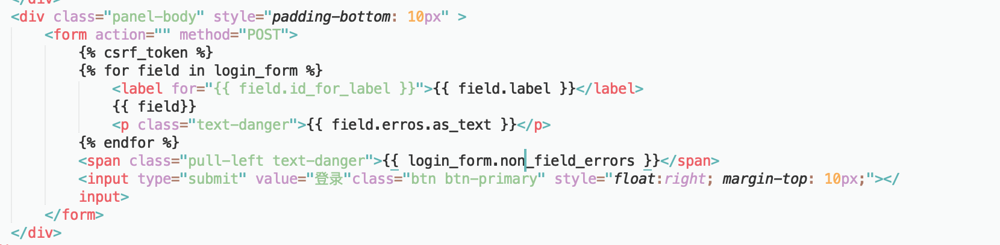 </div>
<div class="panel-body" style="padding-bottom: 10px" >
<form action="" method="POST">
{% csrf_token %}
{% for field in login_form %}
<label for="{{ field.id_for_label }}">{{ field.label }}</label>
{{ field}}
<p class="text-danger">{{ field.erros.as_text }}</p>
{% endfor %}
<span class="pull-left text-danger">{{ login_form.non_field_errors }}</span>
<input type="submit" value="登录"class="btn btn-primary" style="float:right; margin-top: 10px;"></
input>
</form>
</div>